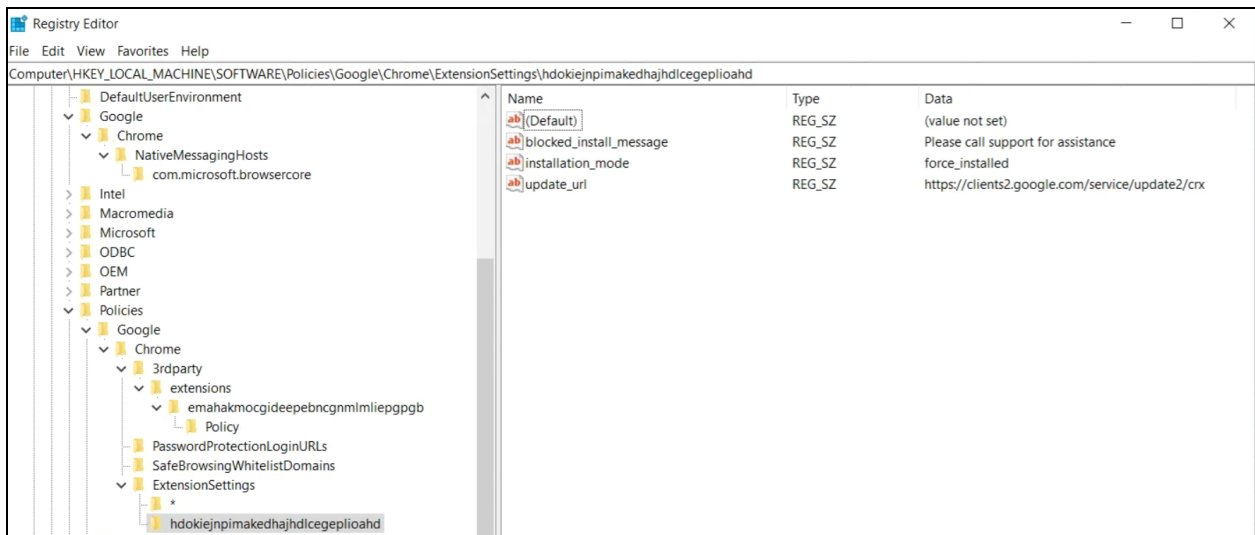 Registry Editor
File Edit View Favorites Help
Computer\HKEY_LOCAL_MACHINE\SOFTWARE\Policies\Google\Chrome\ExtensionSettings\hdokiejnpimakedhajhdlcegeplioahd
DefaultUserEnvironment
Google
Chrome
NativeMessagingHosts
com.microsoft.browsercore
Intel
Macromedia
Microsoft
ODBC
OEM
Partner
Policies
Google
Chrome
3rdparty
extensions
emahakmocgideepebncgnmlmliepgpgb
Policy
PasswordProtectionLoginURLs
SafeBrowsingWhitelistDomains
ExtensionSettings
*
hdokiejnpimakedhajhdlcegeplioahd
Name Type Data
(Default) REG_SZ (value not set)
blocked_install_message REG_SZ Please call support for assistance
installation_mode REG_SZ force_installed
update_url REG_SZ https://clients2.google.com/service/update2/crx